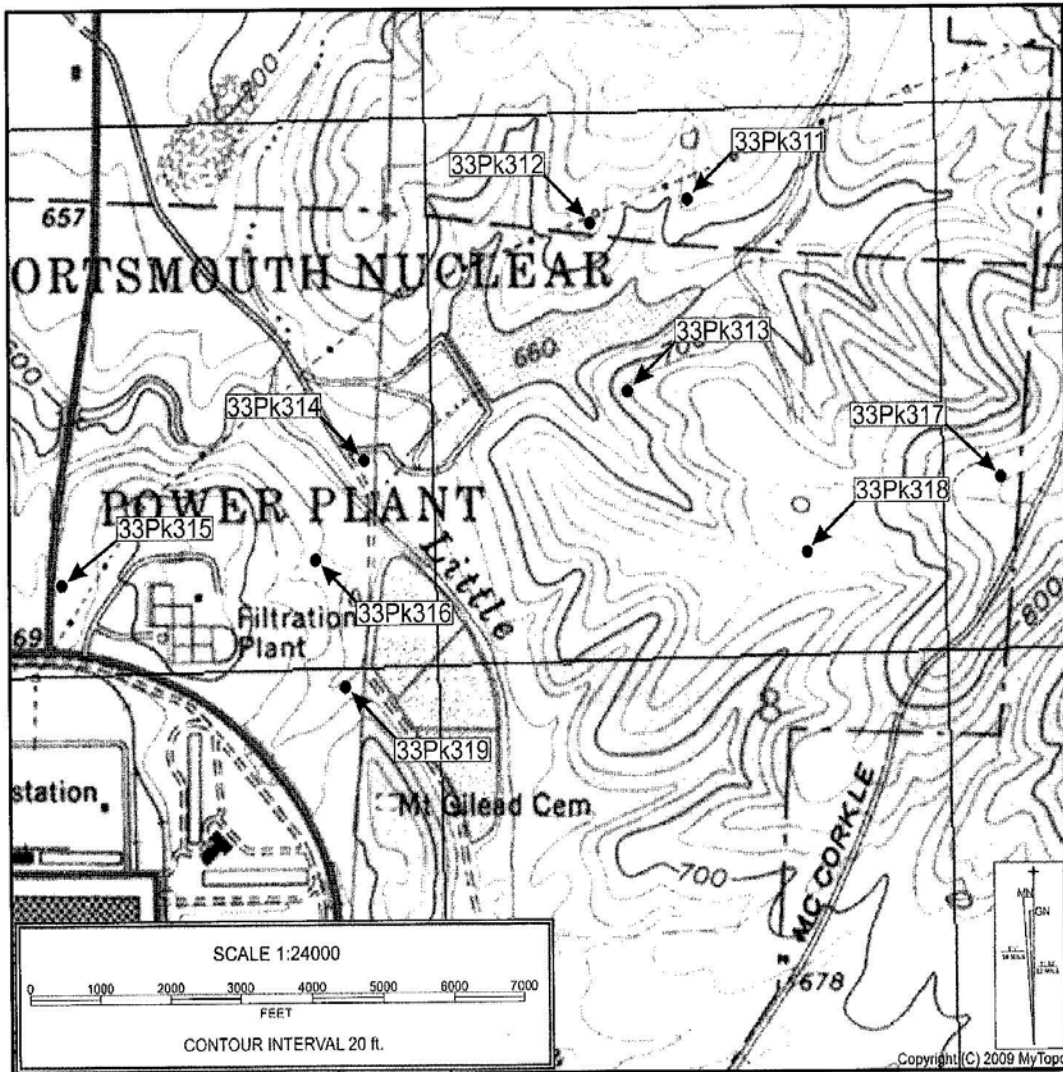 700
33Pk312
33Pk311
657
ORTSMOUTH NUCLEAR
33Pk313
660
33Pk314
33Pk317
POWER PLANT
33Pk318
33Pk315
Little
Filtration
Plant
33Pk316
69
600
33Pk319
8
station
Mt Gilead Cem
700
MC CORKLE
678
MN
GN
SCALE 1:24000
0 1000 2000 3000 4000 5000 6000 7000
FEET
CONTOUR INTERVAL 20 ft.
Copyright (C) 2009 MyTopo